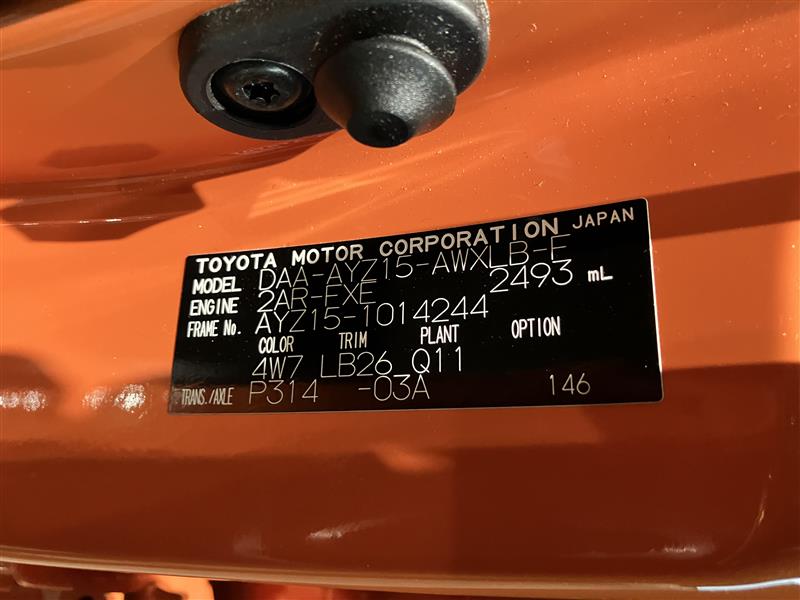 TOYOTA MOTOR CORPORATION JAPAN
MODEL DAA-AYZ15-AWXLB-E
ENGINE 2AR-FXE 2493 mL
FRAME No. AYZ15-1014244
COLOR TRIM PLANT OPTION
4W7 LB26 Q11
TRANS./AXLE P314 -03A 146